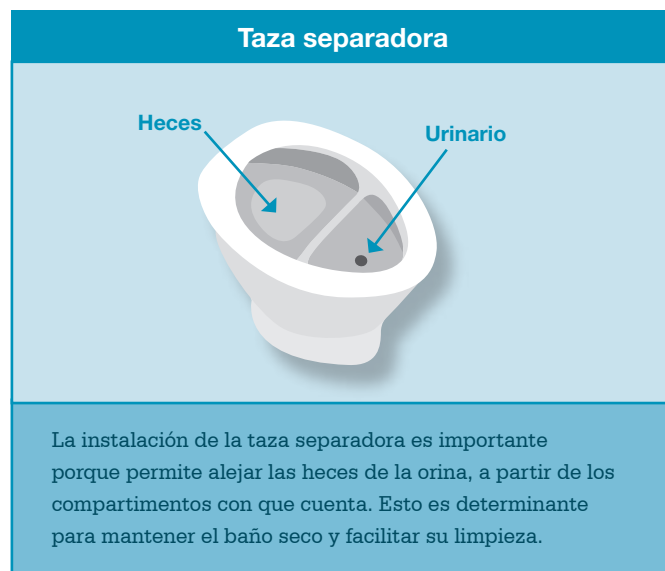 Taza separadora
Heces
Urinario
La instalación de la taza separadora es importante
porque permite alejar las heces de la orina, a partir de los
compartimentos con que cuenta. Esto es determinante
para mantener el baño seco y facilitar su limpieza.